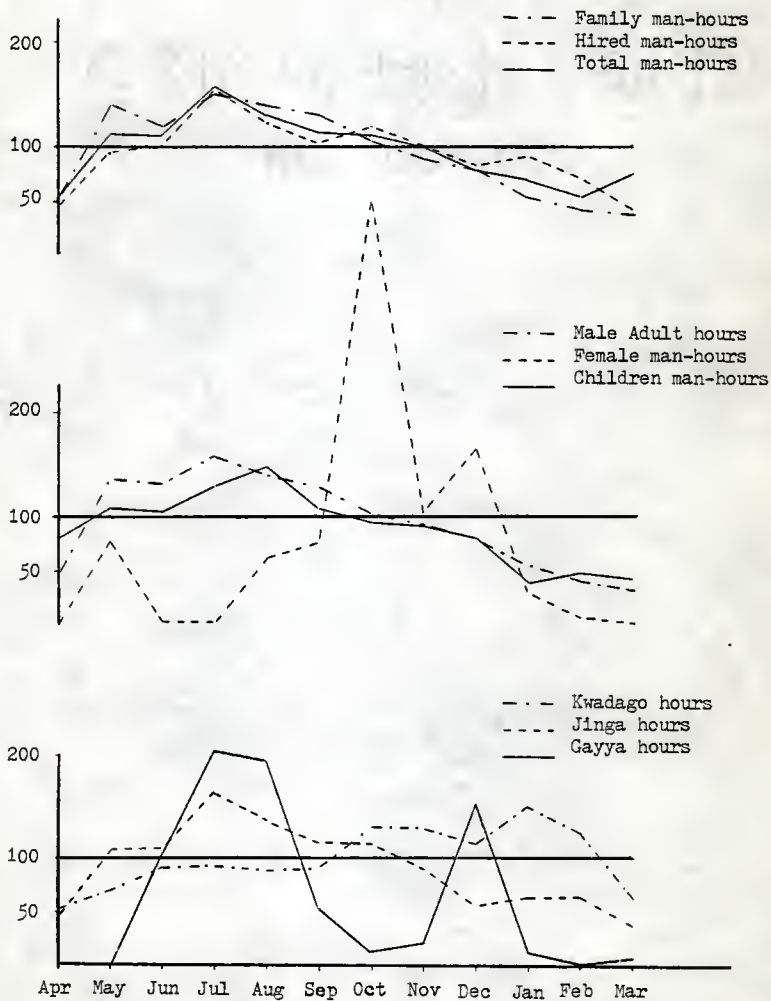 Family man-hours
200
Hired man-hours
Total man-hours
100
50
Male Adult hours
Female man-hours
Children man-hours
200
100
50
Kwadago hours
Jinga hours
Gayya hours
200
100
50
Apr May Jun Jul Aug Sep Oct Nov Dec Jan Feb Mar